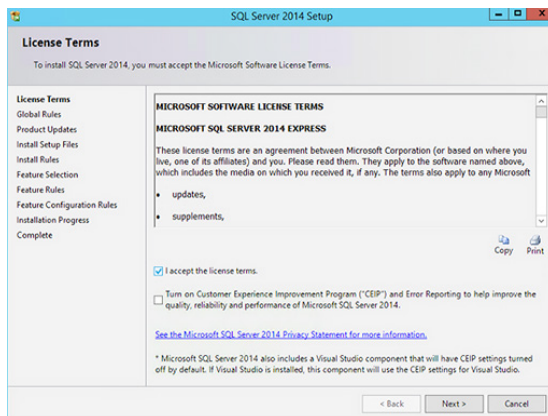 SQL Server 2014 Setup
License Terms
To install SQL Server 2014, you must accept the Microsoft Software License Terms.
License Terms
Global Rules
Product Updates
Install Setup Files
Install Rules
Feature Selection
Feature Rules
Feature Configuration Rules
Installation Progress
Complete
MICROSOFT SOFTWARE LICENSE TERMS
MICROSOFT SQL SERVER 2014 EXPRESS
These license terms are an agreement between Microsoft Corporation (or based on where you
live, one of its affiliates) and you. Please read them. They apply to the software named above,
which includes the media on which you received it, if any. The terms also apply to any Microsoft
• updates,
• supplements,
Copy Print
I accept the license terms.
Turn on Customer Experience Improvement Program ("CEIP") and Error Reporting to help improve the
quality, reliability and performance of Microsoft SQL Server 2014.
See the Microsoft SQL Server 2014 Privacy Statement for more information.
* Microsoft SQL Server 2014 also includes a Visual Studio component that will have CEIP settings turned
off by default. If Visual Studio is installed, this component will use the CEIP settings for Visual Studio.
< Back Next > Cancel